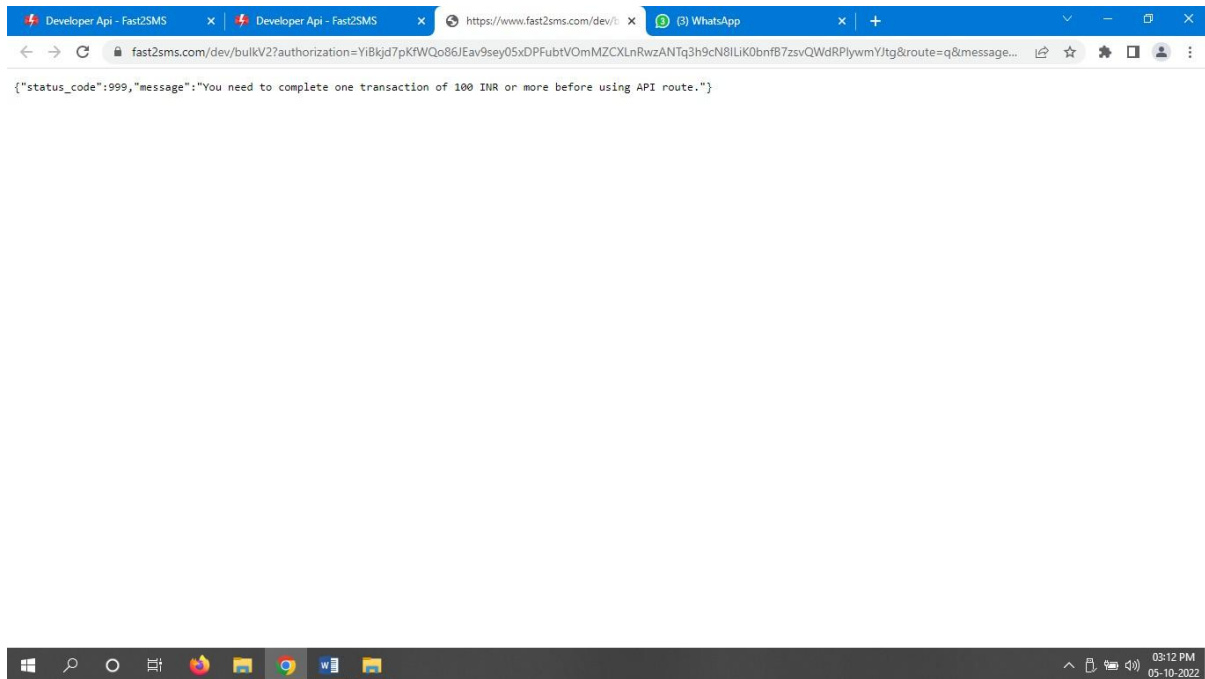 Developer Api - Fast2SMS
Developer Api - Fast2SMS
https://www.fast2sms.com/dev/b
(3) WhatsApp
fast2sms.com/dev/bulkV2?authorization=YiBkjd7pKfWQo86JEav9sey05xDPFubtVOmMZCXLnRwzANTq3h9cN8ILiK0bnfB7zsvQWdRPlywmYJtg&route=q&message...
{"status_code":999,"message":"You need to complete one transaction of 100 INR or more before using API route."}
03:12 PM
05-10-2022